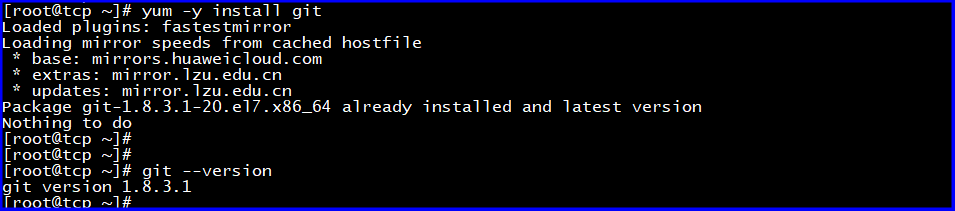 [root@tcp ~]# yum -y install git
Loaded plugins: fastestmirror
Loading mirror speeds from cached hostfile
 * base: mirrors.huaweicloud.com
 * extras: mirror.lzu.edu.cn
 * updates: mirror.lzu.edu.cn
Package git-1.8.3.1-20.el7.x86_64 already installed and latest version
Nothing to do
[root@tcp ~]#
[root@tcp ~]#
[root@tcp ~]# git --version
git version 1.8.3.1
[root@tcp ~]#